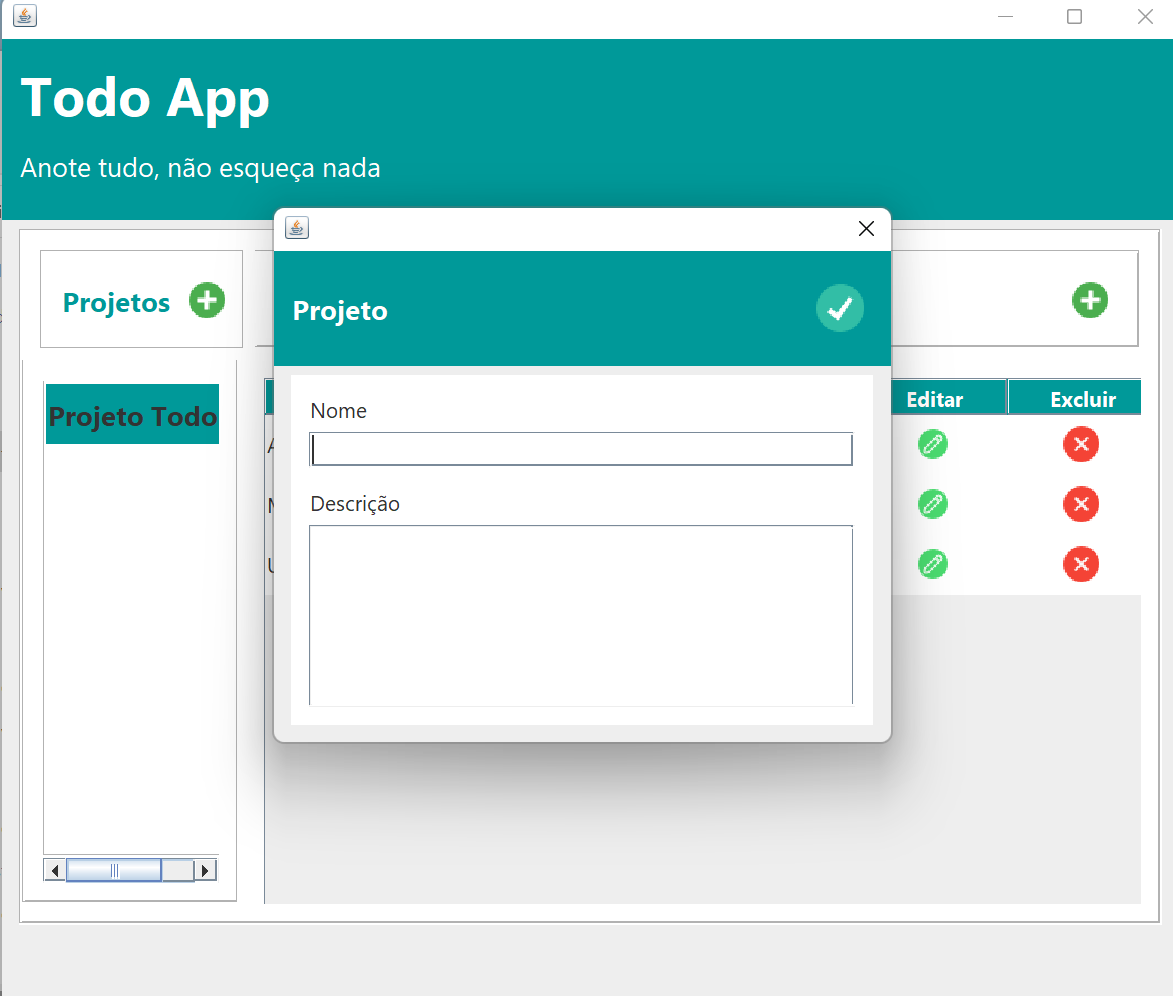 Todo App
Anote tudo, não esqueça nada
Projetos
Projeto
Projeto Todo
Nome
Descrição
Editar
Excluir